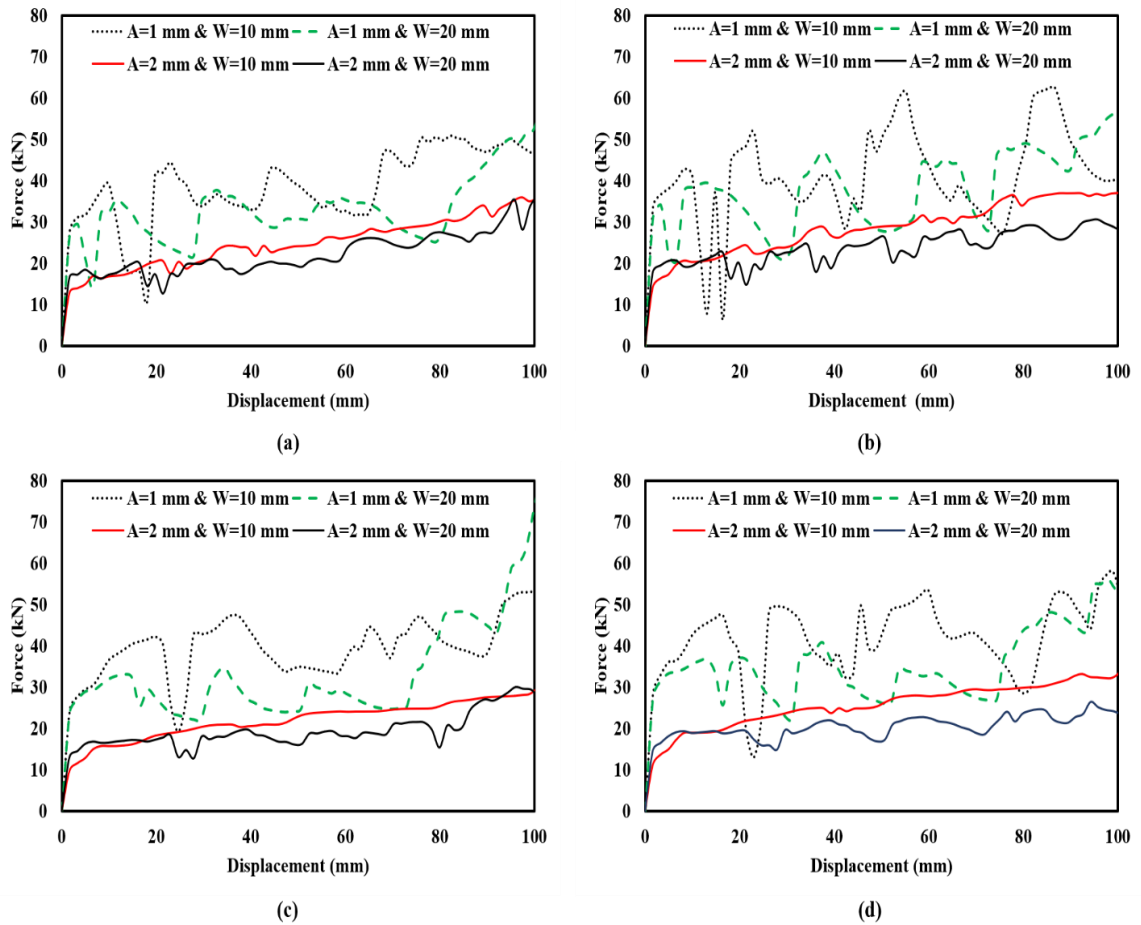 80
70
60
50
40
30
20
10
0
Force (kN)
A=1 mm & W=10 mm
A=1 mm & W=20 mm
A=2 mm & W=10 mm
A=2 mm & W=20 mm
0 20 40 60 80 100
Displacement (mm)
(a)
80
70
60
50
40
30
20
10
0
Force (kN)
A=1 mm & W=10 mm
A=1 mm & W=20 mm
A=2 mm & W=10 mm
A=2 mm & W=20 mm
0 20 40 60 80 100
Displacement (mm)
(b)
80
70
60
50
40
30
20
10
0
Force (kN)
A=1 mm & W=10 mm
A=1 mm & W=20 mm
A=2 mm & W=10 mm
A=2 mm & W=20 mm
0 20 40 60 80 100
Displacement (mm)
(c)
80
70
60
50
40
30
20
10
0
Force (kN)
A=1 mm & W=10 mm
A=1 mm & W=20 mm
A=2 mm & W=10 mm
A=2 mm & W=20 mm
0 20 40 60 80 100
Displacement (mm)
(d)